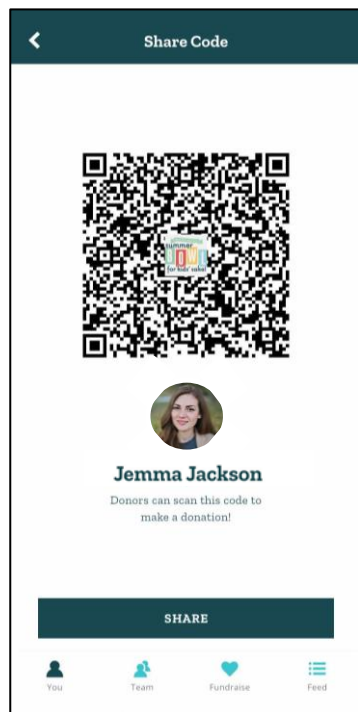 Share Code
summer
BOWL
for kids' sake!
Jemma Jackson
Donors can scan this code to
make a donation!
SHARE
You
Team
Fundraise
Feed